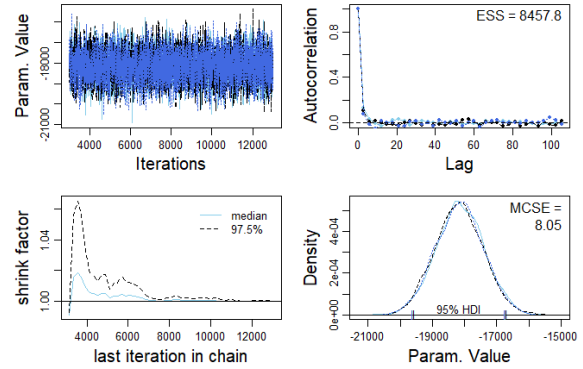 Param. Value
-18000
-21000
4000 6000 8000 10000 12000
Iterations
ESS = 8457.8
Autocorrelation
0.8
0.4
0.0
0 20 40 60 80 100
Lag
median
97.5%
shrink factor
1.04
1.00
4000 6000 8000 10000 12000
last iteration in chain
MCSE =
8.05
Density
4e-04
2e-04
0e+00
95% HDI
-21000 -19000 -17000 -15000
Param. Value